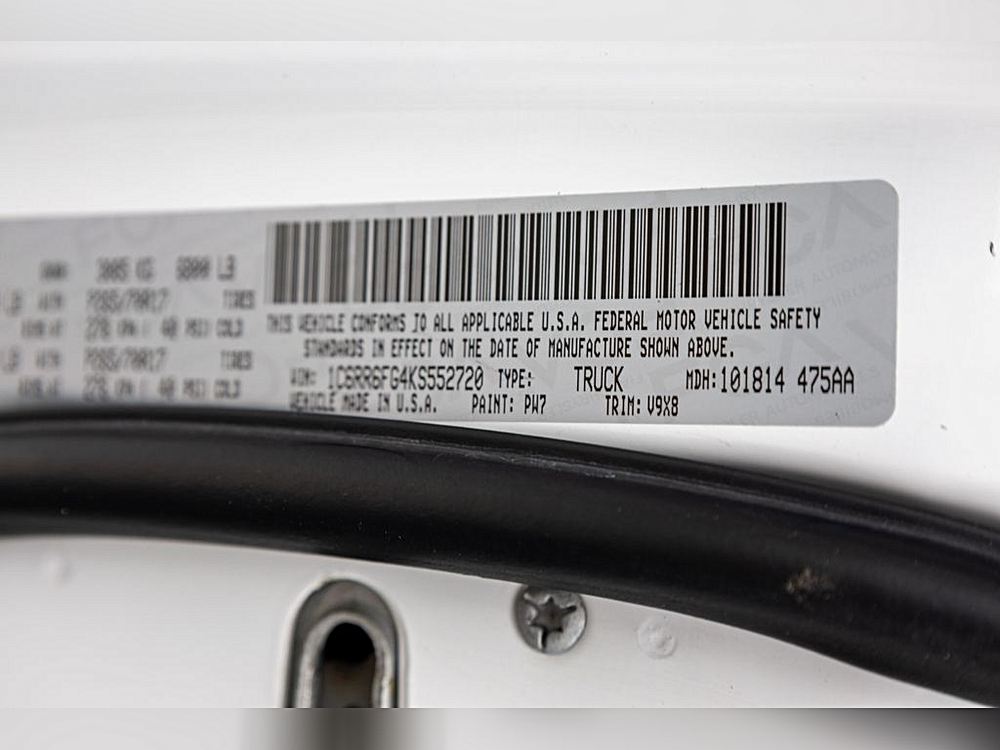 3085 KG 6800 LB
P265/70R17 TIRES
THIS VEHICLE CONFORMS TO ALL APPLICABLE U.S.A. FEDERAL MOTOR VEHICLE SAFETY
COLD
STANDARDS IN EFFECT ON THE DATE OF MANUFACTURE SHOWN ABOVE.
P265/70R17 TIRES
VIN: 1C6RR6FG4KS552720 TYPE: TRUCK MDH:101814 475AA
COLD
VEHICLE MADE IN U.S.A. PAINT: PW7 TRIM: V9X8